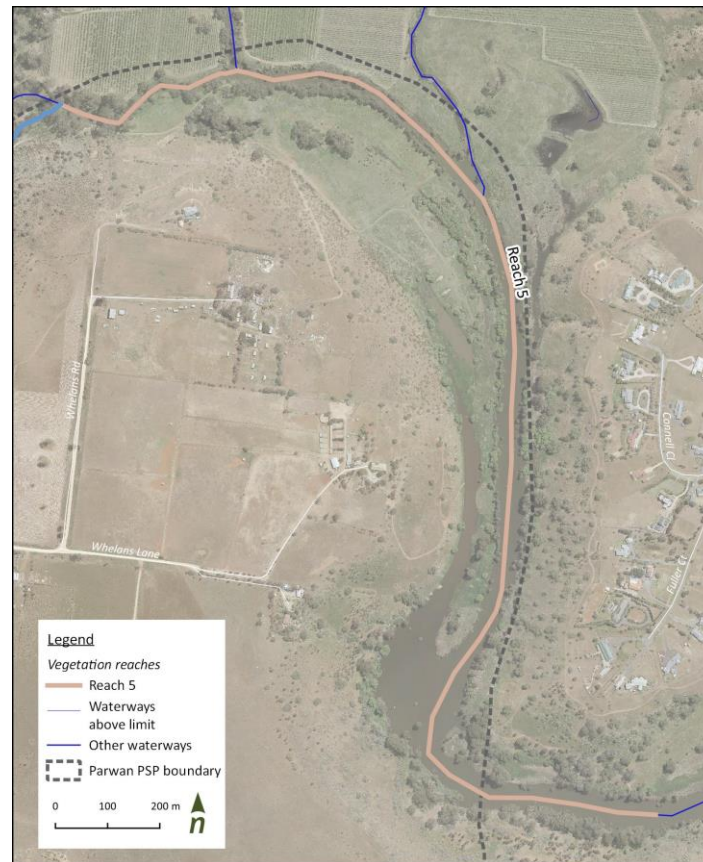 Reach 5
Whelans Rd
Connell Ct
Whelans Lane
Fuller Ct
Legend
Vegetation reaches
Reach 5
Waterways
above limit
Other waterways
Parwan PSP boundary
0 100 200 m
n